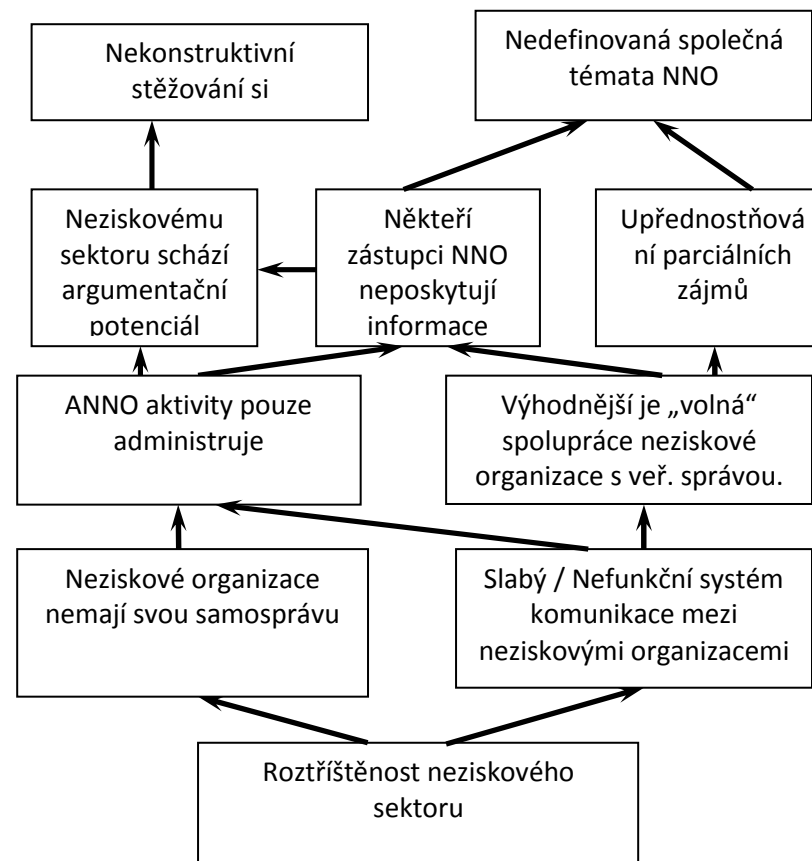 Nekonstruktivní
stěžování si
Nedefinovaná společná
témata NNO
Neziskovému
sektoru schází
argumentační
potenciál
Někteří
zástupci NNO
neposkytují
informace
Upřednostňová
ní parciálních
zájmů
ANNO aktivity pouze
administruje
Výhodnější je „volná“
spolupráce neziskové
organizace s veř. správou.
Neziskové organizace
nemají svou samosprávu
Slabý / Nefunkční systém
komunikace mezi
neziskovými organizacemi
Roztříštěnost neziskového
sektoru